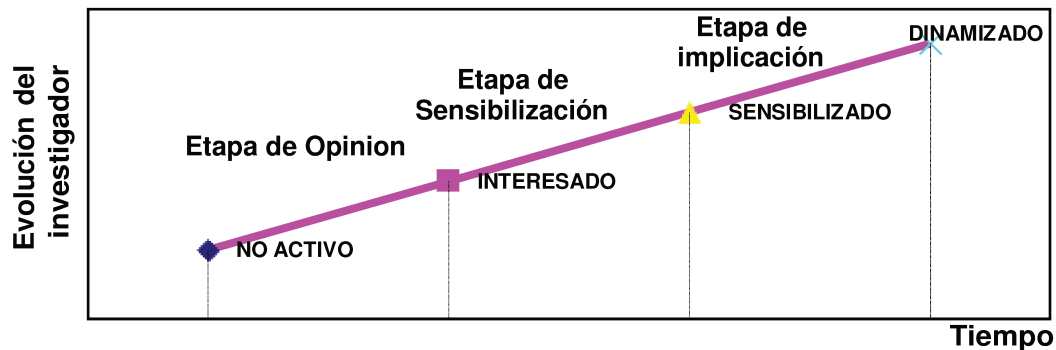 Evolución del
investigador
Etapa de Opinion
Etapa de
Sensibilización
Etapa de
implicación
DINAMIZADO
SENSIBILIZADO
INTERESADO
NO ACTIVO
Tiempo